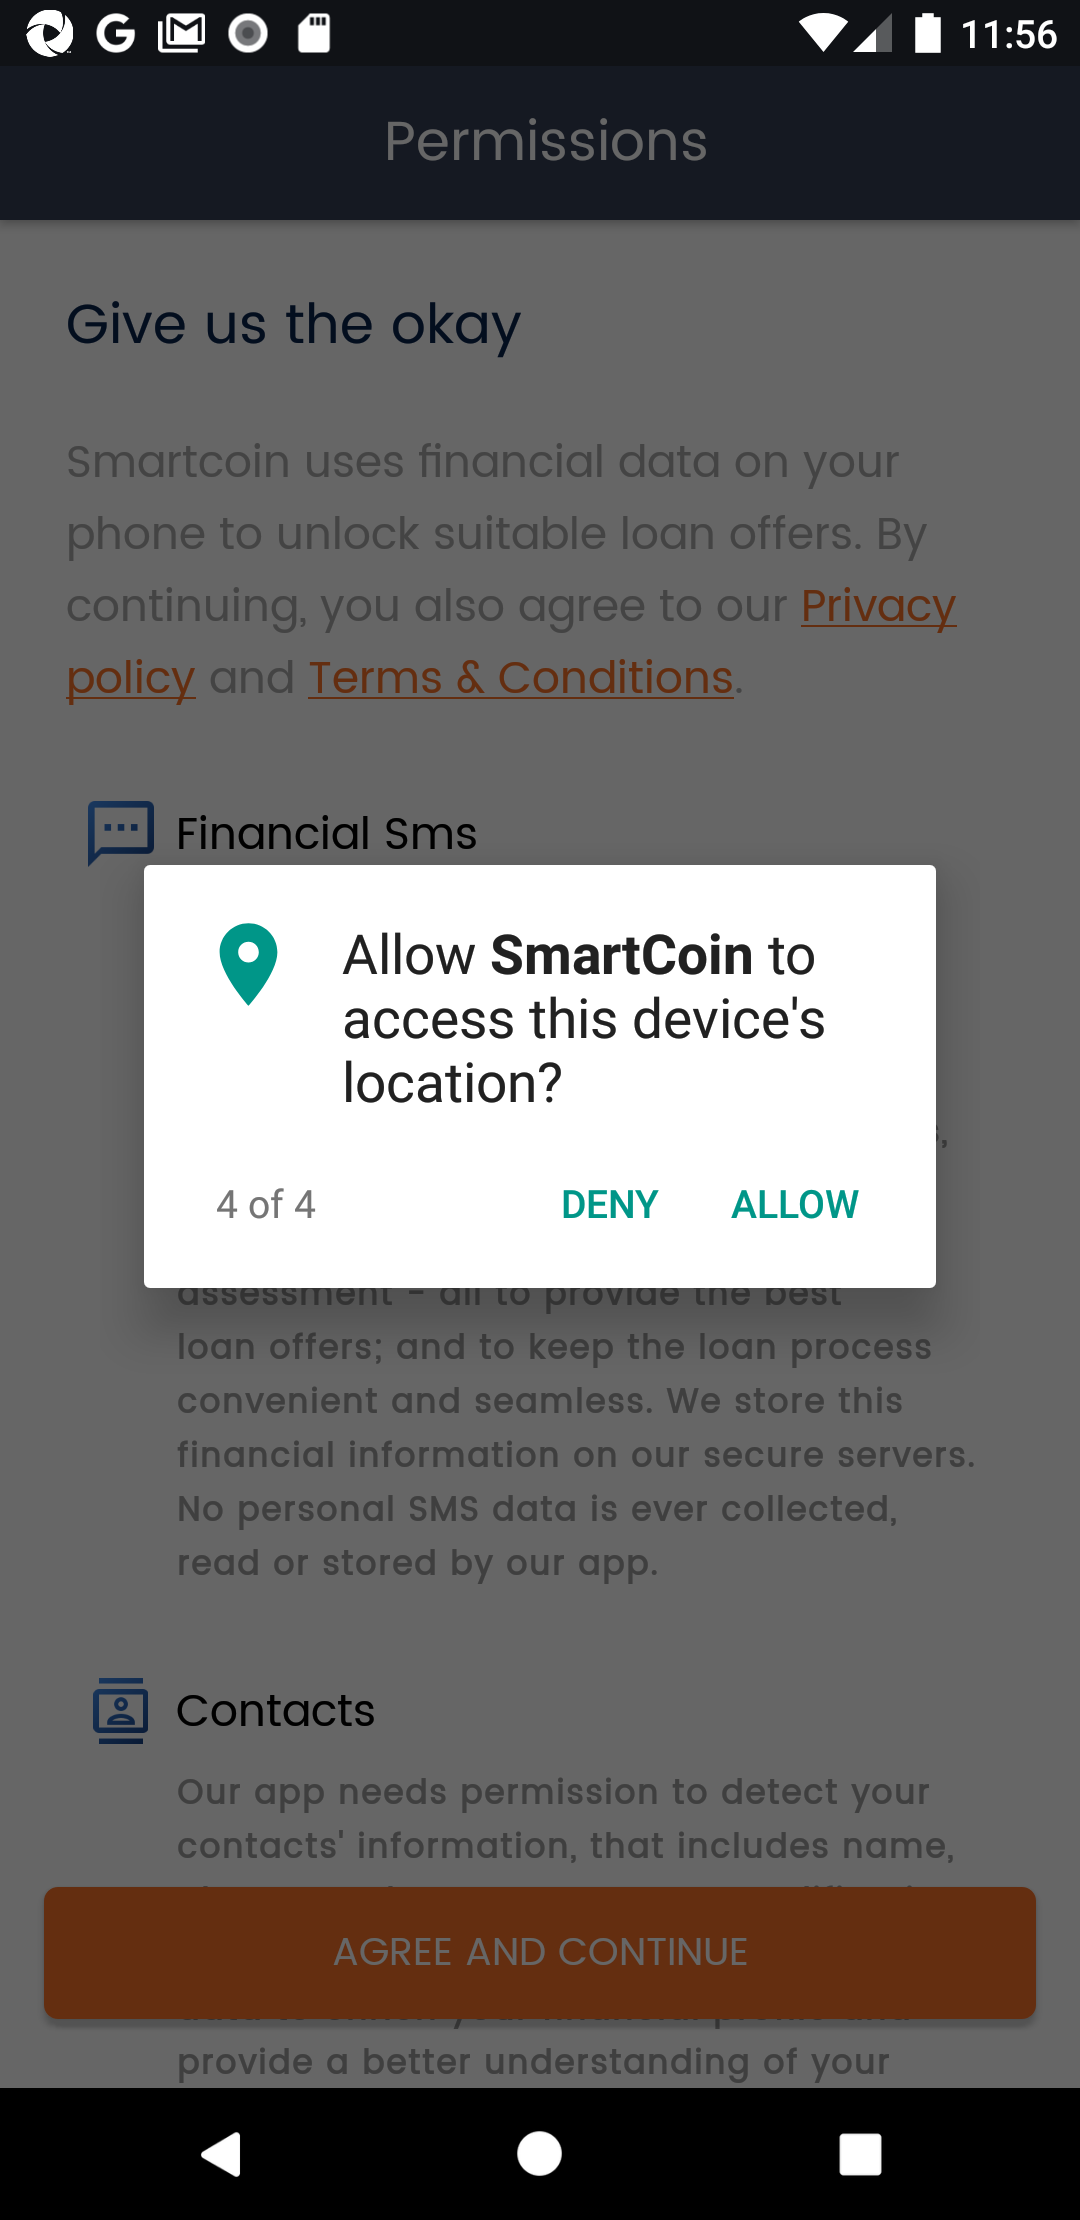 11:56
Permissions
Give us the okay
Smartcoin uses financial data on your
phone to unlock suitable loan offers. By
continuing, you also agree to our Privacy
policy and Terms & Conditions.
Financial Sms
Allow SmartCoin to
access this device's
location?
4 of 4 DENY ALLOW
assessment - all to provide the best
loan offers; and to keep the loan process
convenient and seamless. We store this
financial information on our secure servers.
No personal SMS data is ever collected,
read or stored by our app.
Contacts
Our app needs permission to detect your
contacts' information, that includes name,
AGREE AND CONTINUE
provide a better understanding of your